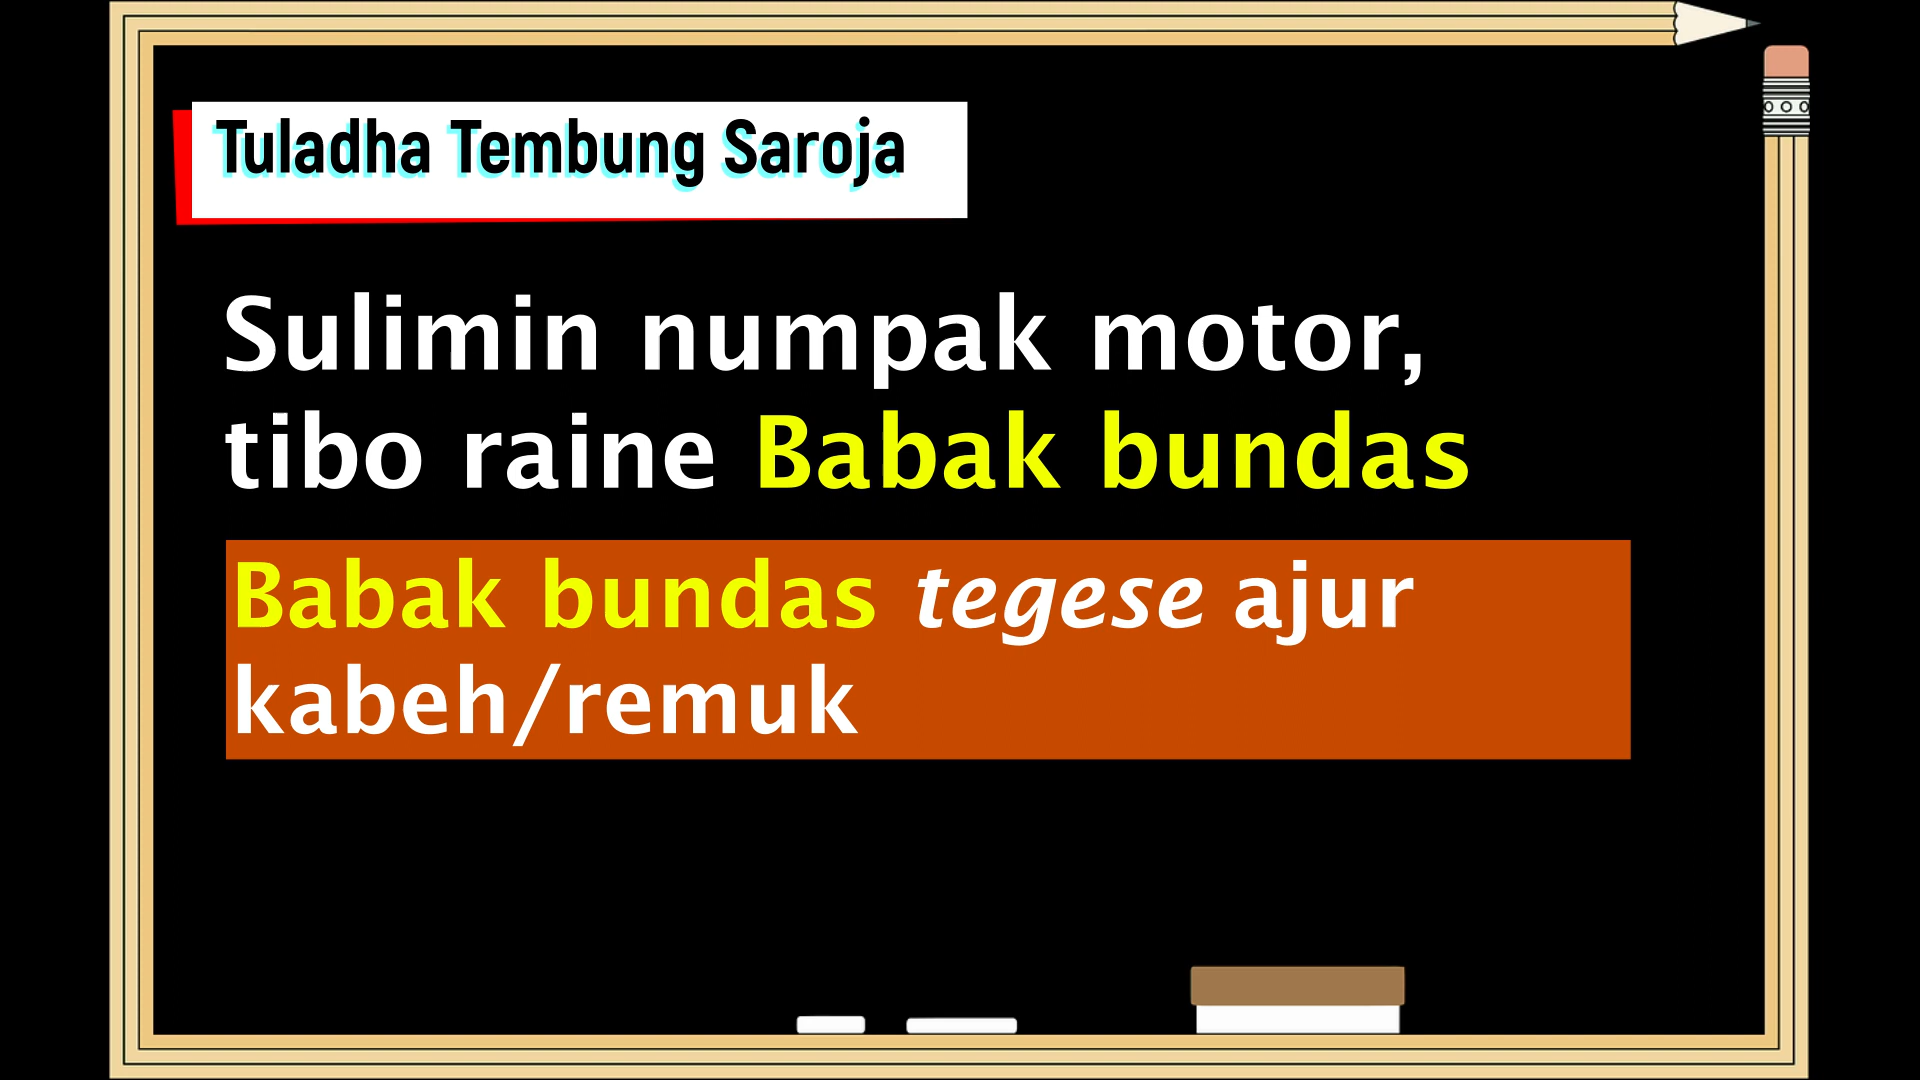 Tuladha Tembung Saroja
Sulimin numpak motor,
tibo raine Babak bundas
Babak bundas tegese ajur
kabeh/remuk